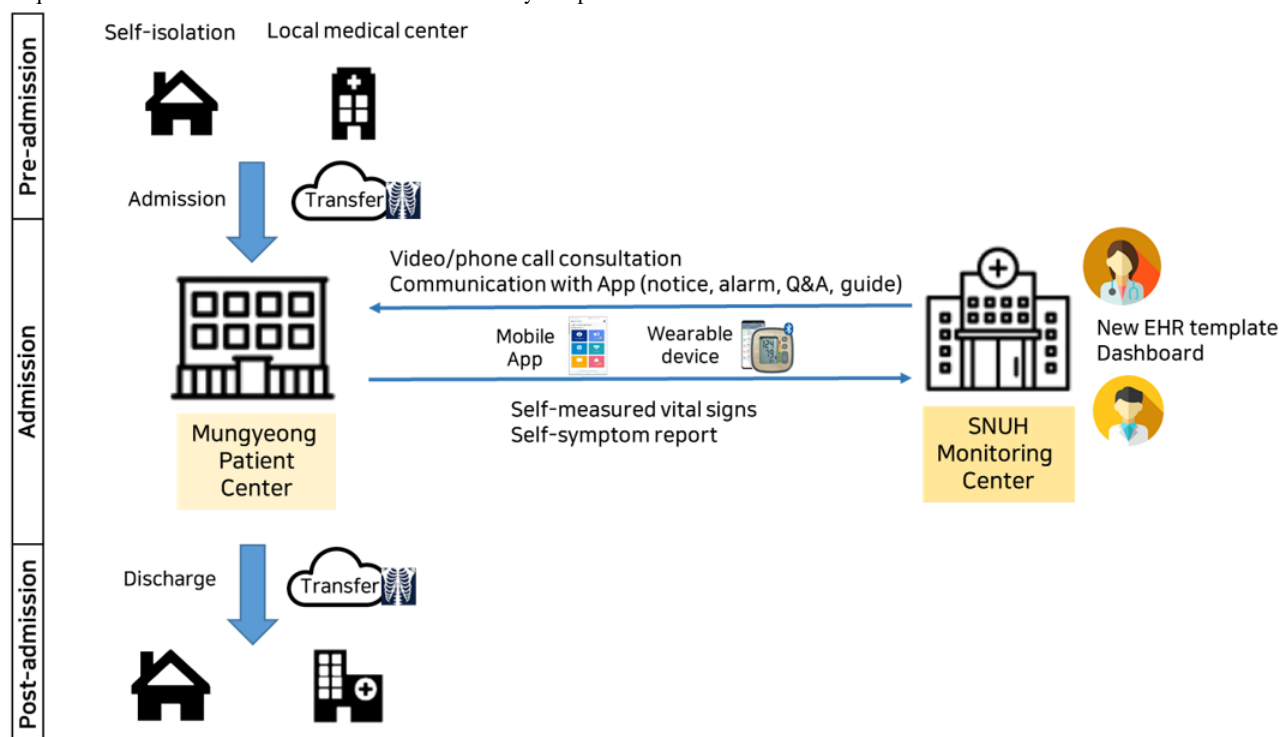 Pre-admission
Self-isolation
Local medical center
Admission
Transfer
Admission
Video/phone call consultation
Communication with App (notice, alarm, Q&A, guide)
Mobile
App
Wearable
device
Self-measured vital signs
Self-symptom report
Mungyeong
Patient
Center
New EHR template
Dashboard
SNUH
Monitoring
Center
Post-admission
Discharge
Transfer